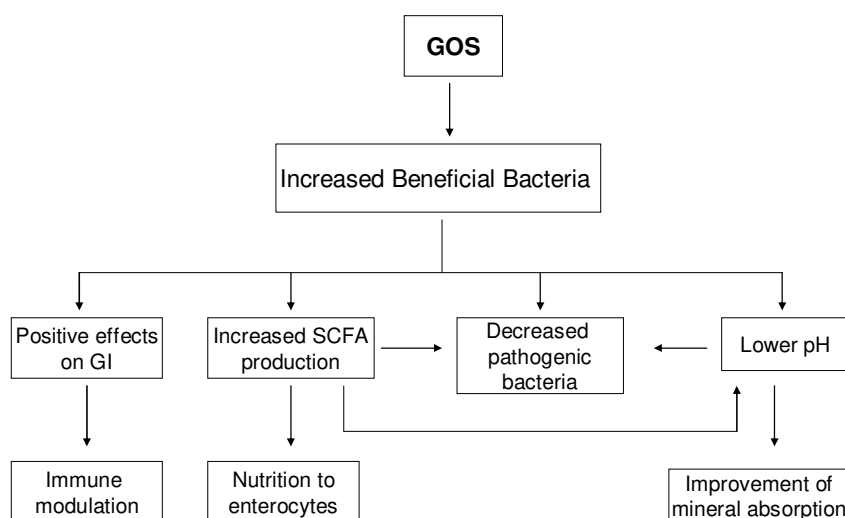 GOS
Increased Beneficial Bacteria
Positive effects
on GI
Increased SCFA
production
Decreased
pathogenic
bacteria
Lower pH
Immune
modulation
Nutrition to
enterocytes
Improvement of
mineral absorption